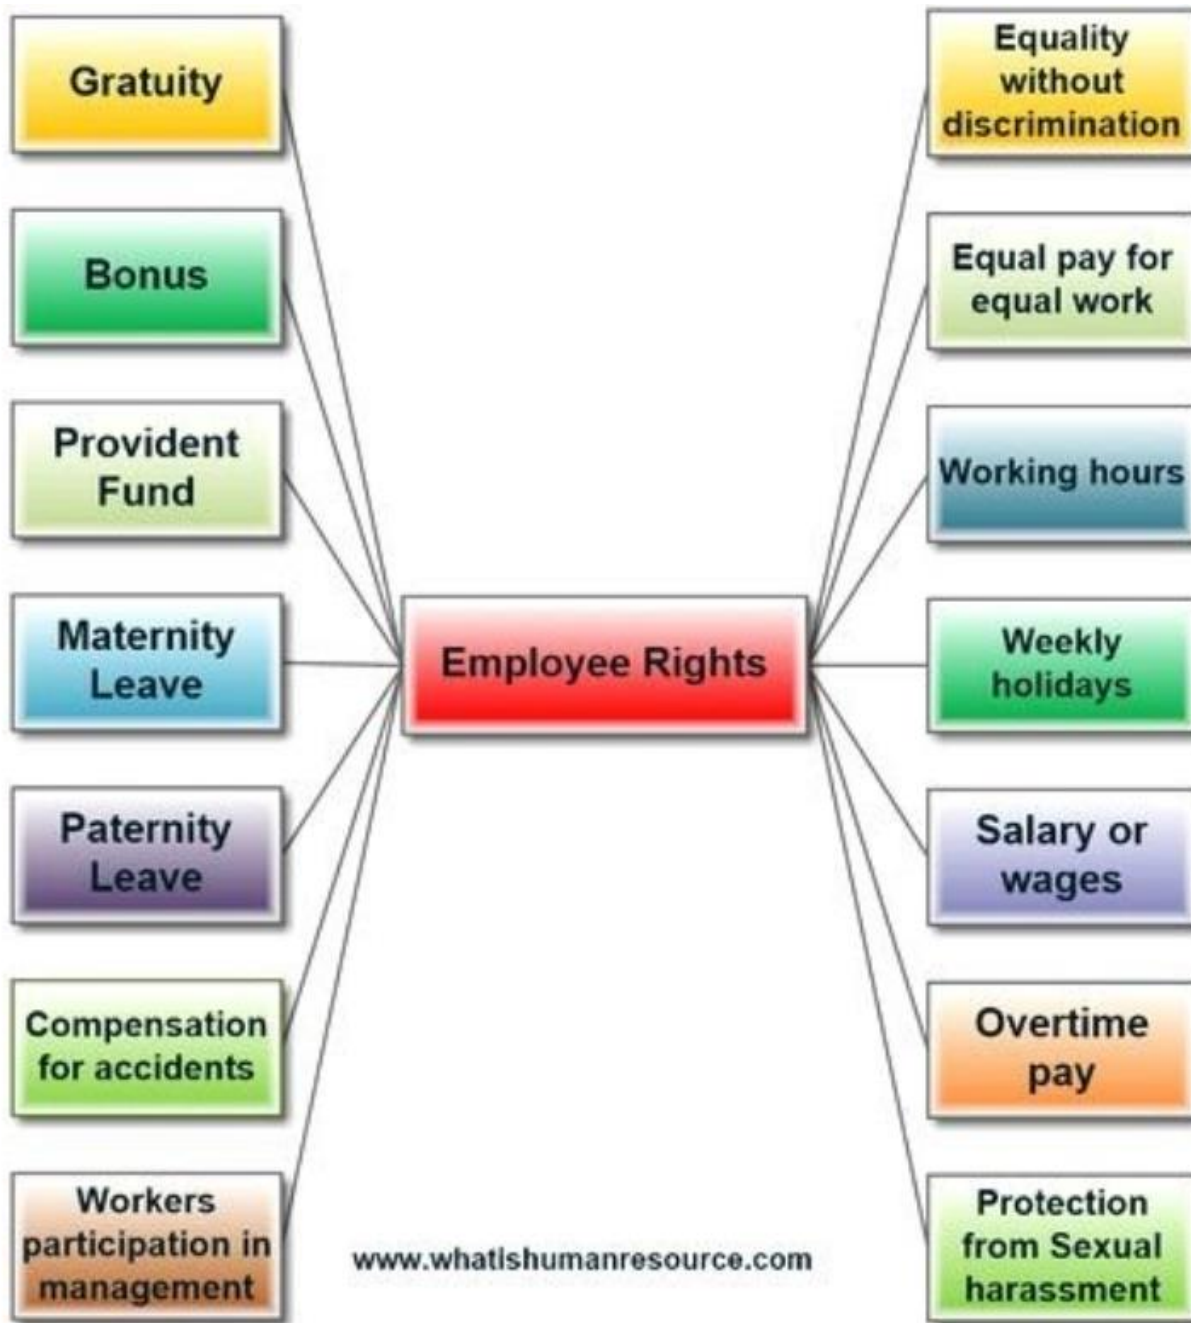 Gratuity
Bonus
Provident
Fund
Maternity
Leave
Paternity
Leave
Compensation
for accidents
Workers
participation in
management
Employee Rights
www.whatishumanresource.com
Equality
without
discrimination
Equal pay for
equal work
Working hours
Weekly
holidays
Salary or
wages
Overtime
pay
Protection
from Sexual
harassment